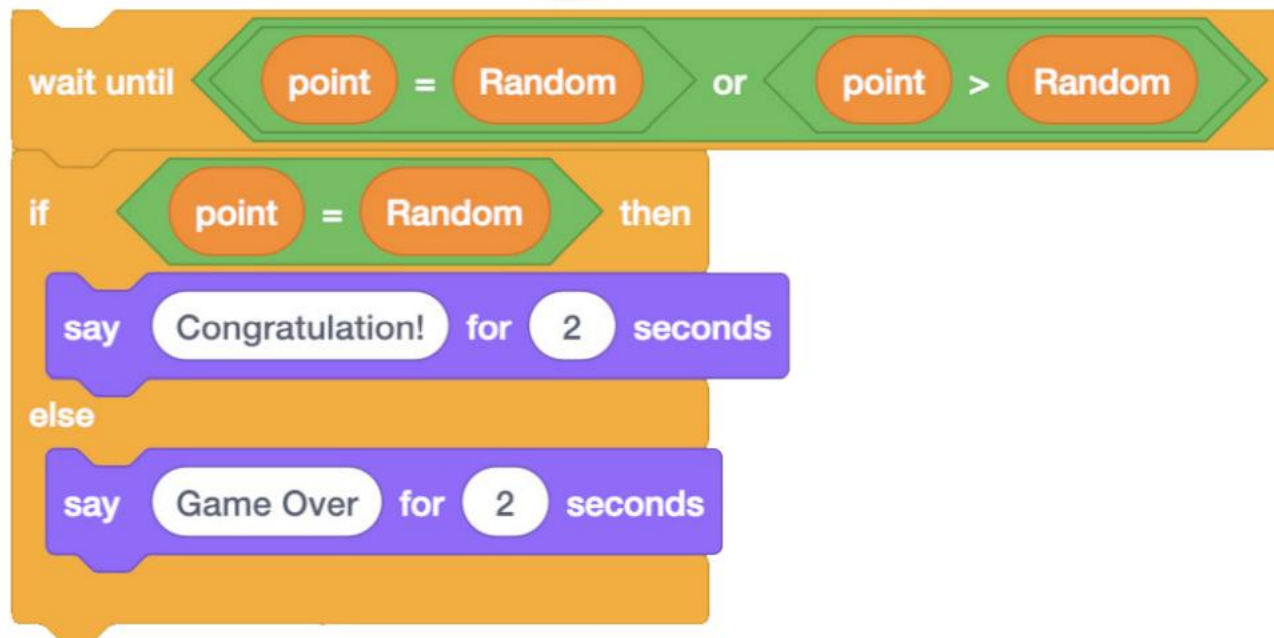 wait until point = Random or point > Random
if point = Random then
say Congratulation! for 2 seconds
else
say Game Over for 2 seconds